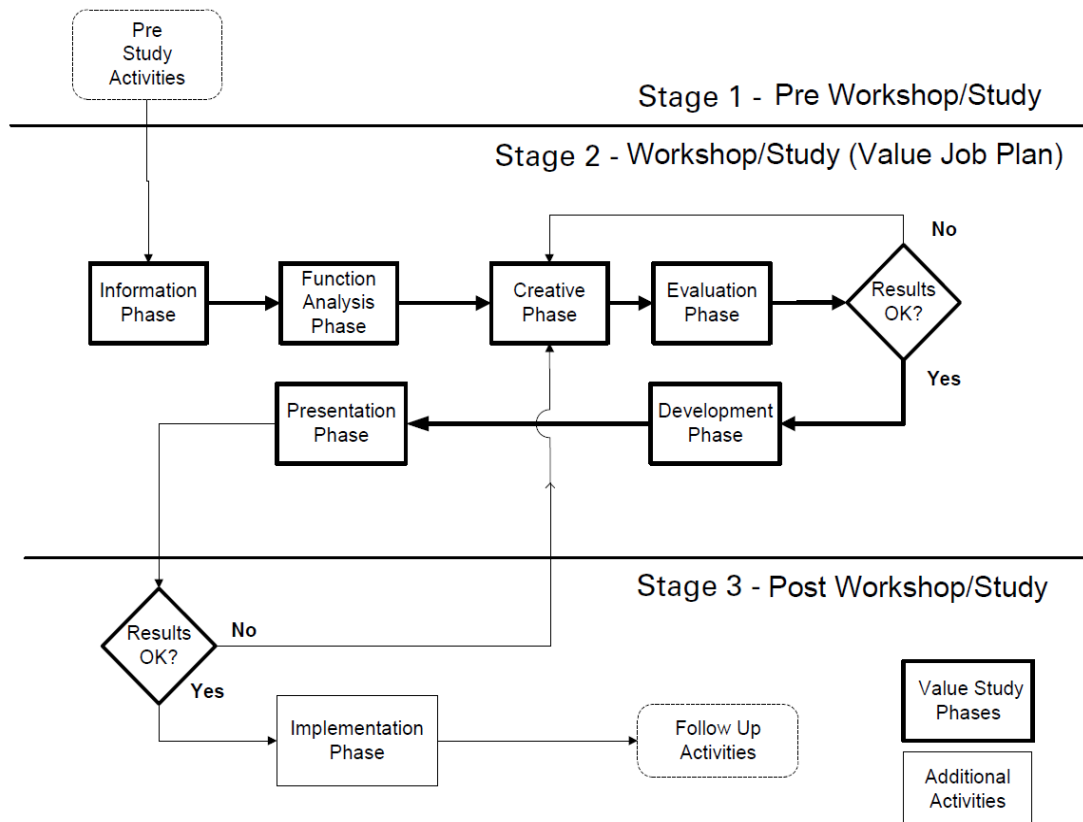 Pre
Study
Activities
Stage 1 - Pre Workshop/Study
Stage 2 - Workshop/Study (Value Job Plan)
No
Information
Phase
Function
Analysis
Phase
Creative
Phase
Evaluation
Phase
Results
OK?
Yes
Presentation
Phase
Development
Phase
Stage 3 - Post Workshop/Study
Results
OK?
No
Yes
Implementation
Phase
Follow Up
Activities
Value Study
Phases
Additional
Activities